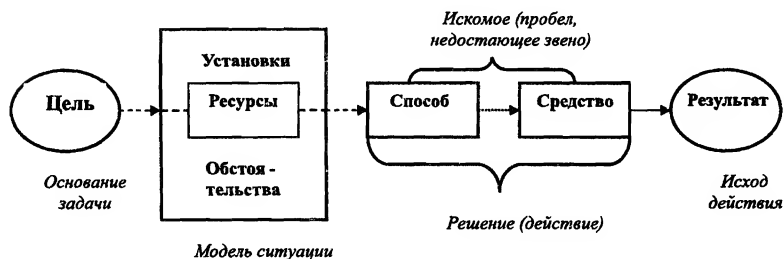 Искомое (пробел,
недостающее звено)
Установки
Цель
Ресурсы
Способ
Средство
Результат
Обстоя -
тельства
Основание
задачи
Исход
действия
Решение (действие)
Модель ситуации